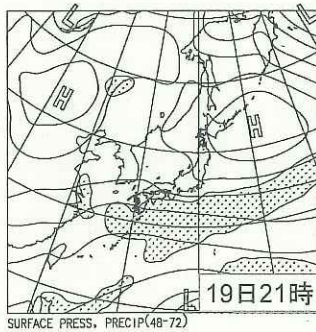 L
L
H
H
L
19日21時
SURFACE PRESS, PRECIP(48-72)